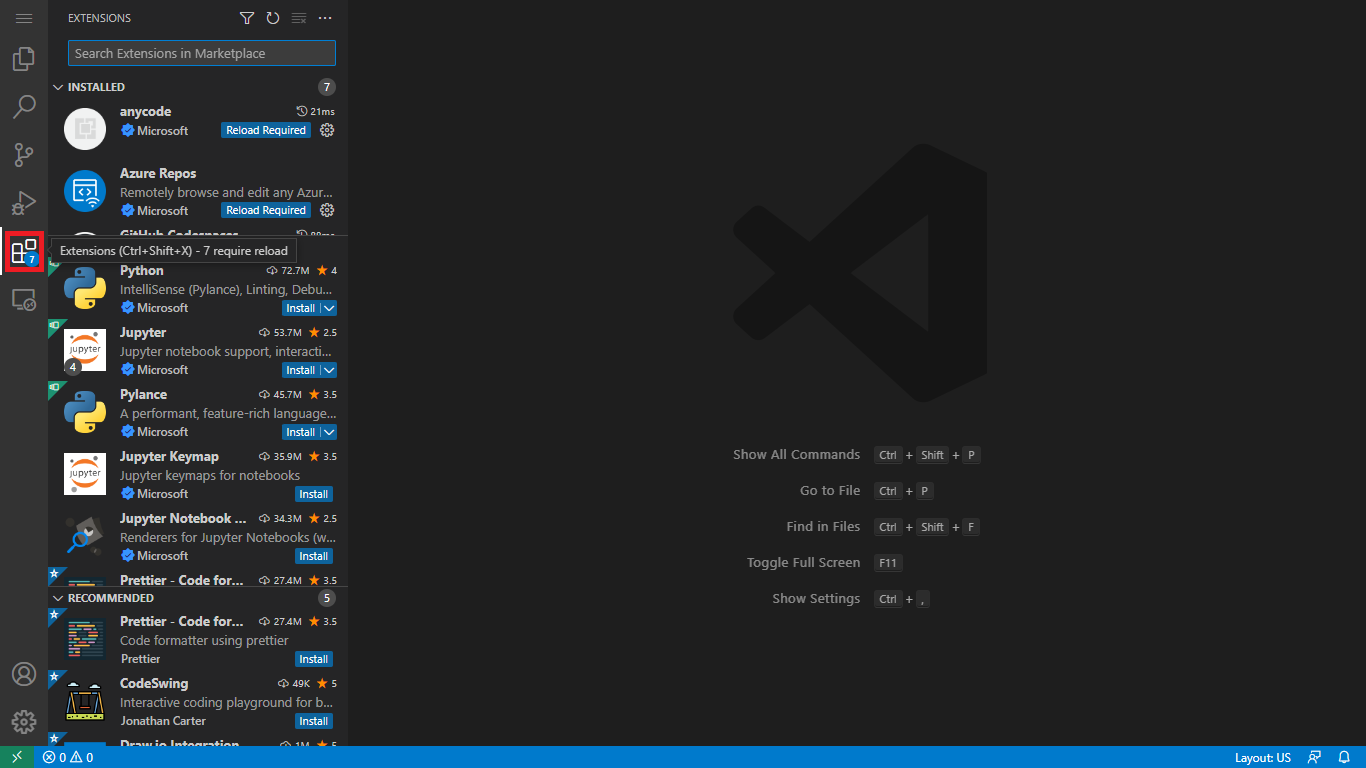 EXTENSIONS
Search Extensions in Marketplace
INSTALLED 7
anycode 21ms
Microsoft Reload Required
Azure Repos
Remotely browse and edit any Azur...
Microsoft Reload Required
GitHub Codespaces 88ms
7
Extensions (Ctrl+Shift+X) - 7 require reload
Python 72.7M 4
IntelliSense (Pylance), Linting, Debu...
Microsoft Install
Jupyter 53.7M 2.5
jupyter
Jupyter notebook support, interacti...
4
Microsoft Install
Pylance 45.7M 3.5
A performant, feature-rich language...
Microsoft Install
Jupyter Keymap 35.9M 3.5
jupyter
Jupyter keymaps for notebooks
Microsoft Install
Jupyter Notebook ... 34.3M 2.5
Renderers for Jupyter Notebooks (w...
Microsoft Install
Prettier - Code for... 27.4M 3.5
RECOMMENDED 5
Prettier - Code for... 27.4M 3.5
Code formatter using prettier
Prettier Install
CodeSwing 49K 5
Interactive coding playground for b...
Jonathan Carter Install
Draw.io Integration 1M 5
Show All Commands Ctrl + Shift + P
Go to File Ctrl + P
Find in Files Ctrl + Shift + F
Toggle Full Screen F11
Show Settings Ctrl + ,
0 0
Layout: US